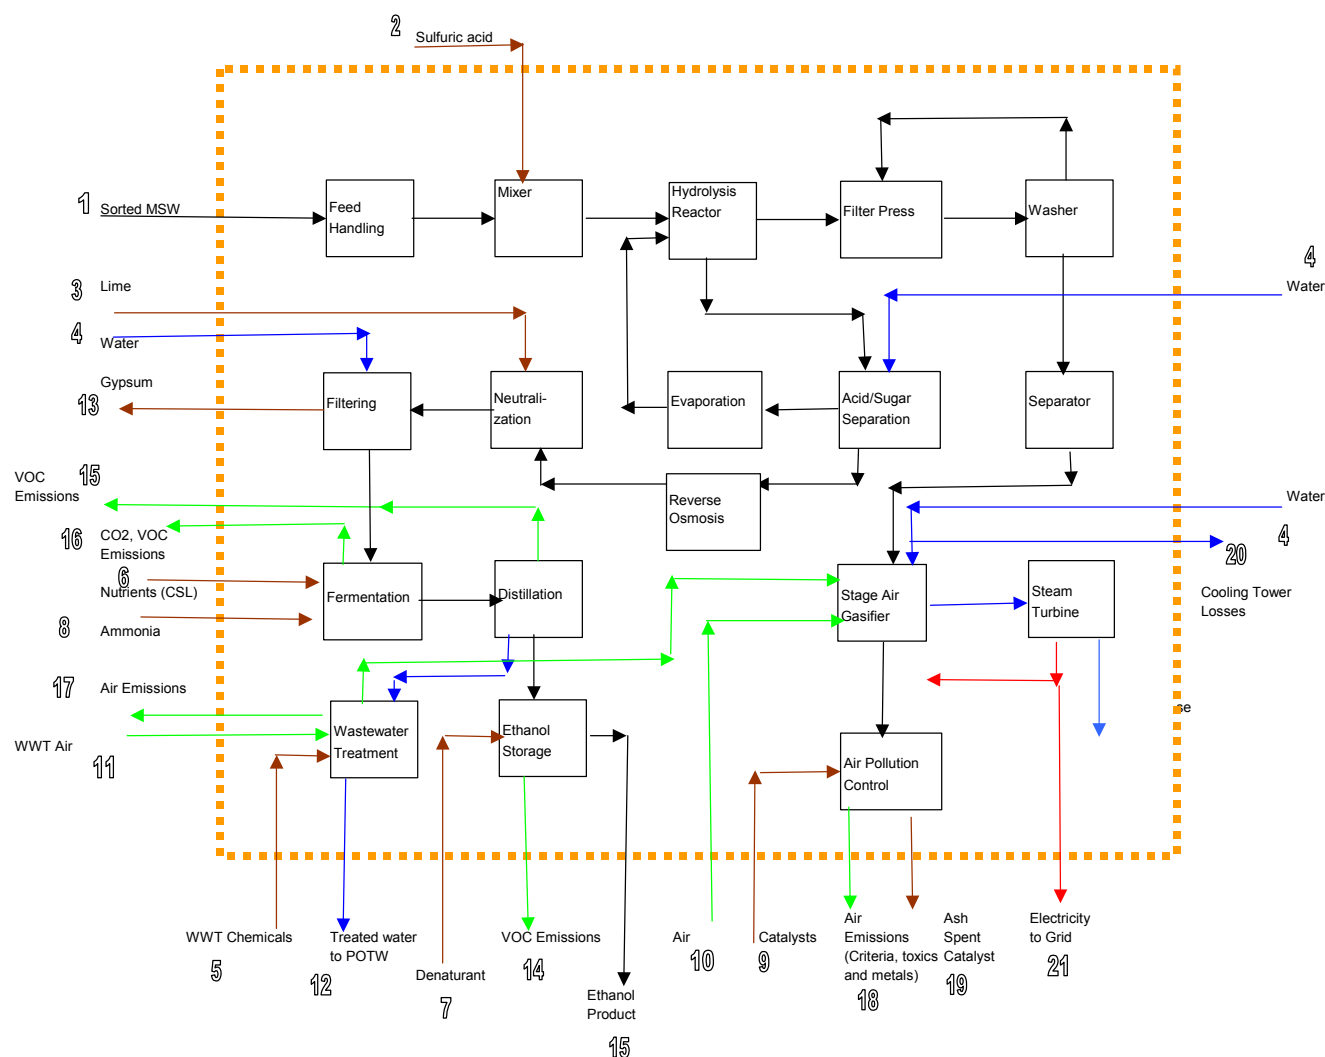 2
Sulfuric acid
1
Sorted MSW
Feed
Handling
Mixer
Hydrolysis
Reactor
Filter Press
Washer
3
Lime
4
Water
4
Water
Gypsum
13
Filtering
Neutrali-
zation
Evaporation
Acid/Sugar
Separation
Separator
15
VOC
Emissions
16
CO2, VOC
Emissions
Reverse
Osmosis
Water
4
20
Cooling Tower
Losses
6
Nutrients (CSL)
8
Ammonia
Fermentation
Distillation
Stage Air
Gasifier
Steam
Turbine
17
Air Emissions
se
WWT Air
11
Wastewater
Treatment
Ethanol
Storage
Air Pollution
Control
WWT Chemicals
5
Treated water
to POTW
12
Denaturant
7
VOC Emissions
14
Ethanol
Product
15
Air
10
Catalysts
9
Air
Emissions
(Criteria, toxics
and metals)
18
Ash
Spent
Catalyst
19
Electricity
to Grid
21